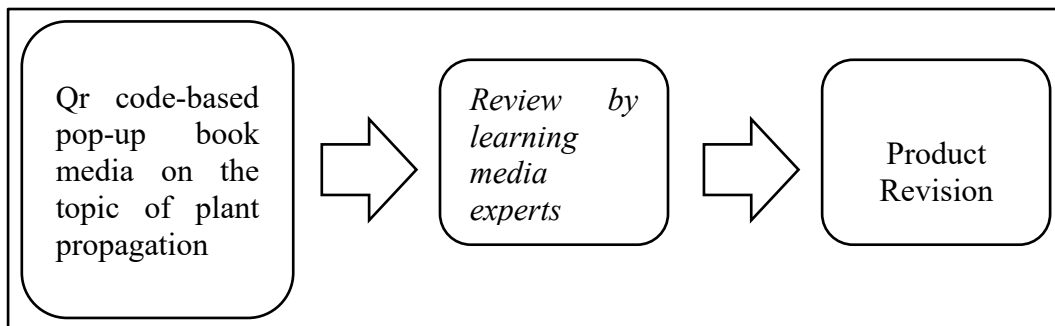 Qr code-based
pop-up book
media on the
topic of plant
propagation
Review by
learning
media
experts
Product
Revision